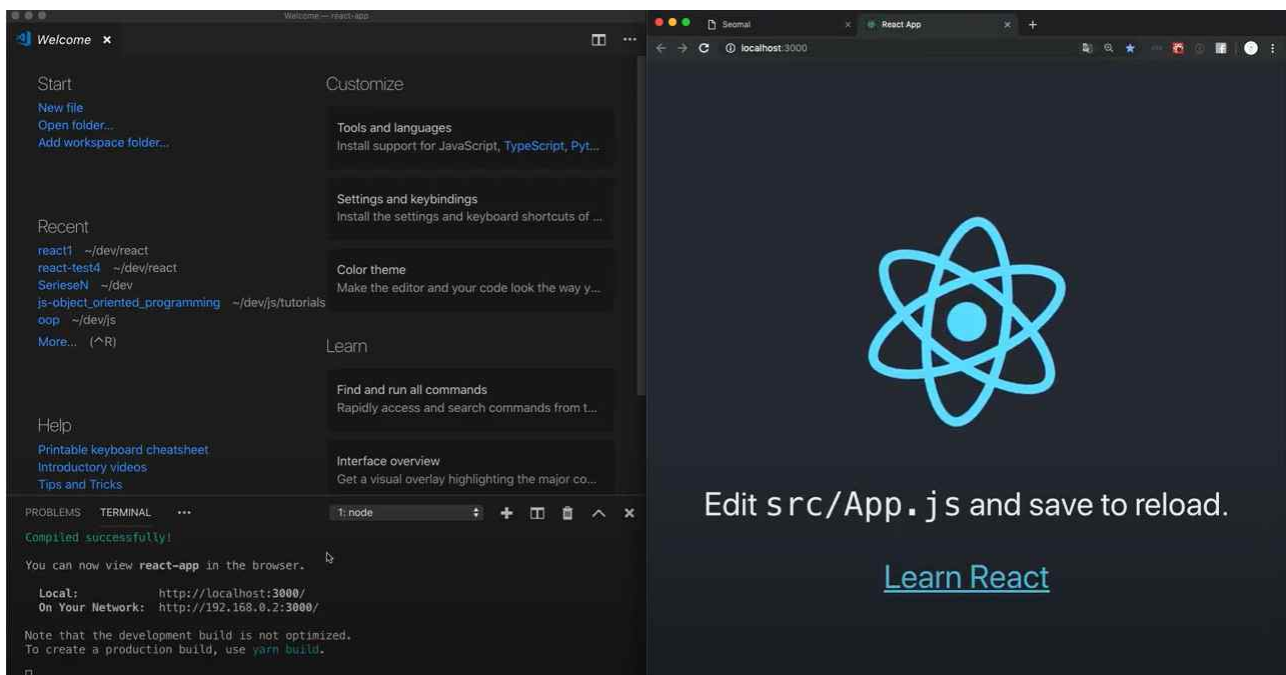 Welcome — react-app
Welcome
Start
New file
Open folder...
Add workspace folder...
Recent
react1 ~/dev/react
react-test4 ~/dev/react
SerieseN ~/dev
js-object_oriented_programming ~/dev/js/tutorials
oop ~/dev/js
More... (^R)
Help
Printable keyboard cheatsheet
Introductory videos
Tips and Tricks
Customize
Tools and languages
Install support for JavaScript, TypeScript, Pyt...
Settings and keybindings
Install the settings and keyboard shortcuts of ...
Color theme
Make the editor and your code look the way y...
Learn
Find and run all commands
Rapidly access and search commands from t...
Interface overview
Get a visual overlay highlighting the major co...
PROBLEMS TERMINAL ... 1: node
Compiled successfully!
You can now view react-app in the browser.
Local: http://localhost:3000/
On Your Network: http://192.168.0.2:3000/
Note that the development build is not optimized.
To create a production build, use yarn build.
Seomal React App
localhost:3000
Edit src/App.js and save to reload.
Learn React